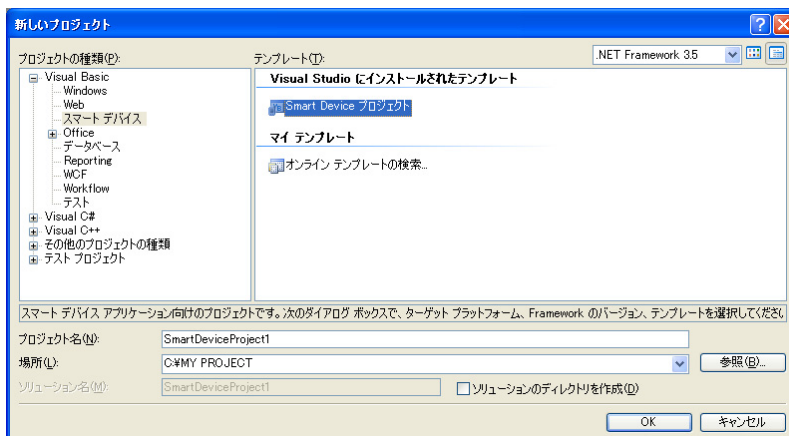 新しいプロジェクト
プロジェクトの種類(P):
テンプレート(T):
.NET Framework 3.5
Visual Basic
Windows
Web
スマート デバイス
Office
データベース
Reporting
WCF
Workflow
テスト
Visual C#
Visual C++
その他のプロジェクトの種類
テスト プロジェクト
Visual Studio にインストールされたテンプレート
Smart Device プロジェクト
マイ テンプレート
オンライン テンプレートの検索...
スマート デバイス アプリケーション向けのプロジェクトです。次のダイアログ ボックスで、ターゲット プラットフォーム、Framework のバージョン、テンプレートを選択してくださ
プロジェクト名(N):
SmartDeviceProject1
場所(L):
C:¥MY PROJECT
参照(B)...
ソリューション名(M):
SmartDeviceProject1
ソリューションのディレクトリを作成(D)
OK
キャンセル